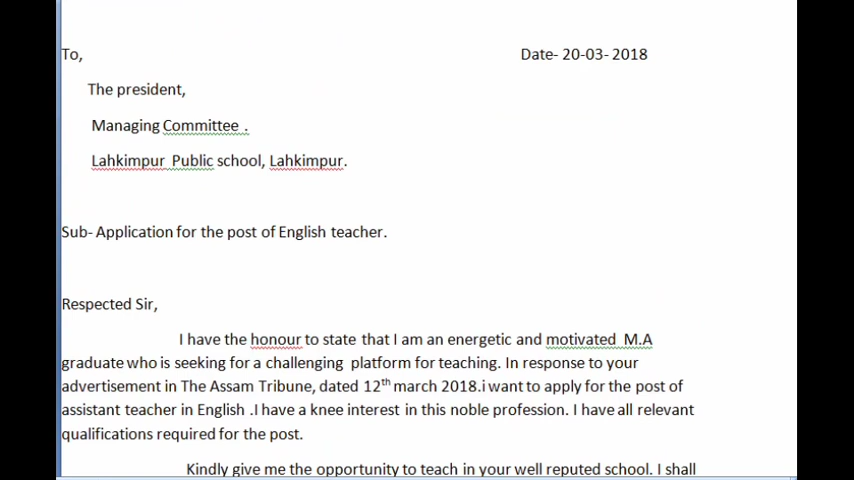 To, Date- 20-03- 2018
The president,
Managing Committee .
Lahkimpur Public school, Lahkimpur.
Sub- Application for the post of English teacher.
Respected Sir,
I have the honour to state that I am an energetic and motivated M.A
graduate who is seeking for a challenging platform for teaching. In response to your
advertisement in The Assam Tribune, dated 12th march 2018.i want to apply for the post of
assistant teacher in English .I have a knee interest in this noble profession. I have all relevant
qualifications required for the post.
Kindly give me the opportunity to teach in your well reputed school. I shall